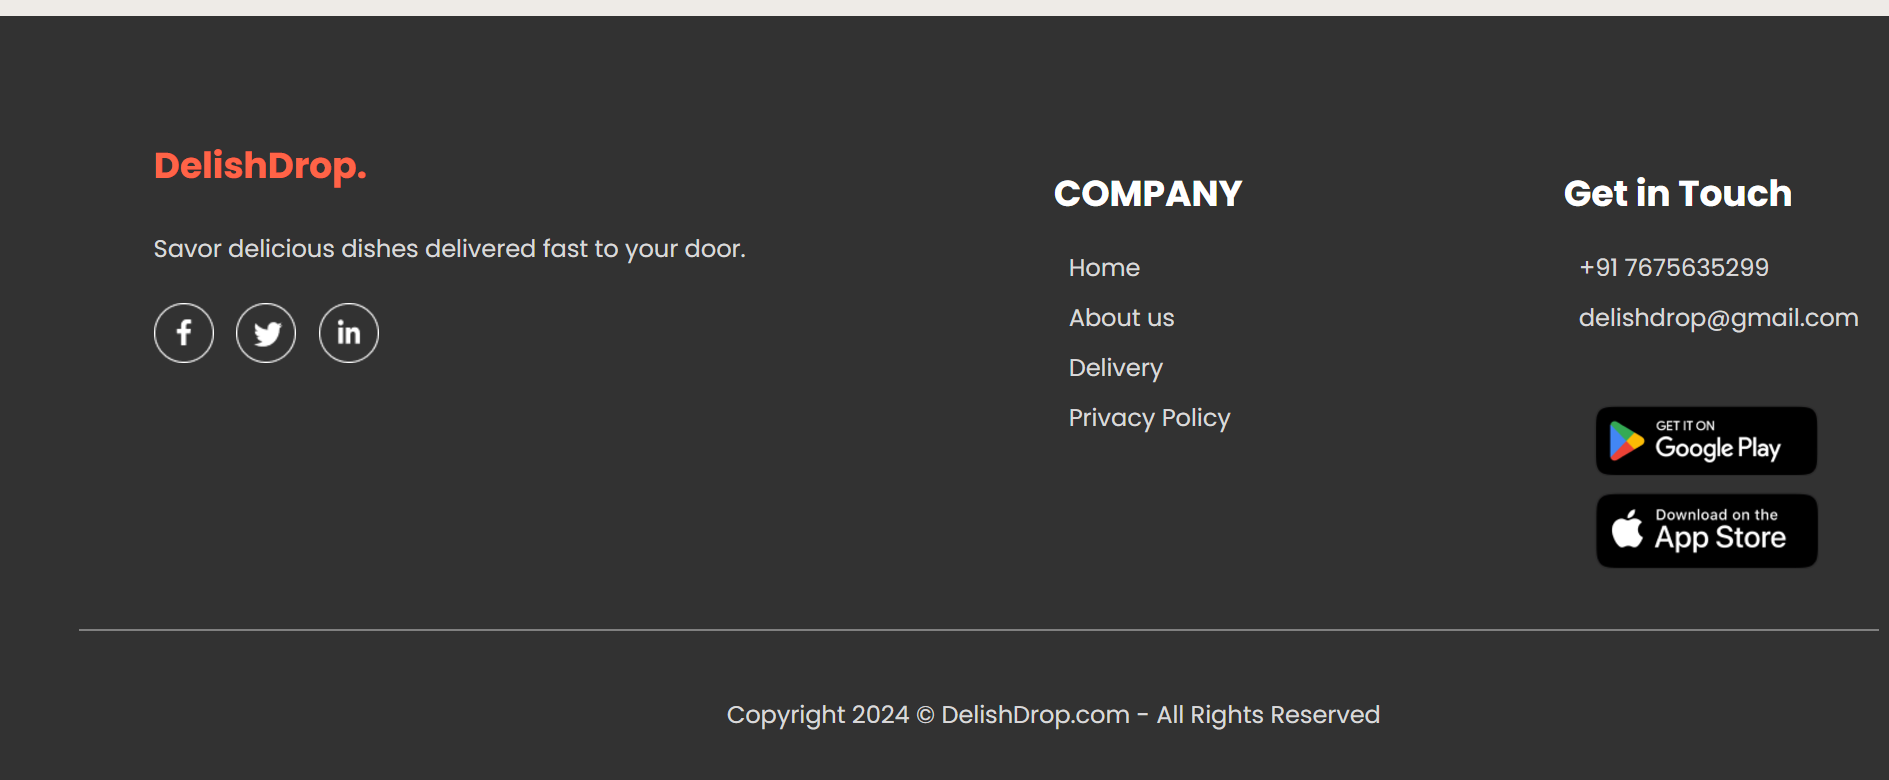 DelishDrop.
Savor delicious dishes delivered fast to your door.
f
in
COMPANY
Home
About us
Delivery
Privacy Policy
Get in Touch
+91 7675635299
delishdrop@gmail.com
GET IT ON
Google Play
Download on the
App Store
Copyright 2024 © DelishDrop.com - All Rights Reserved